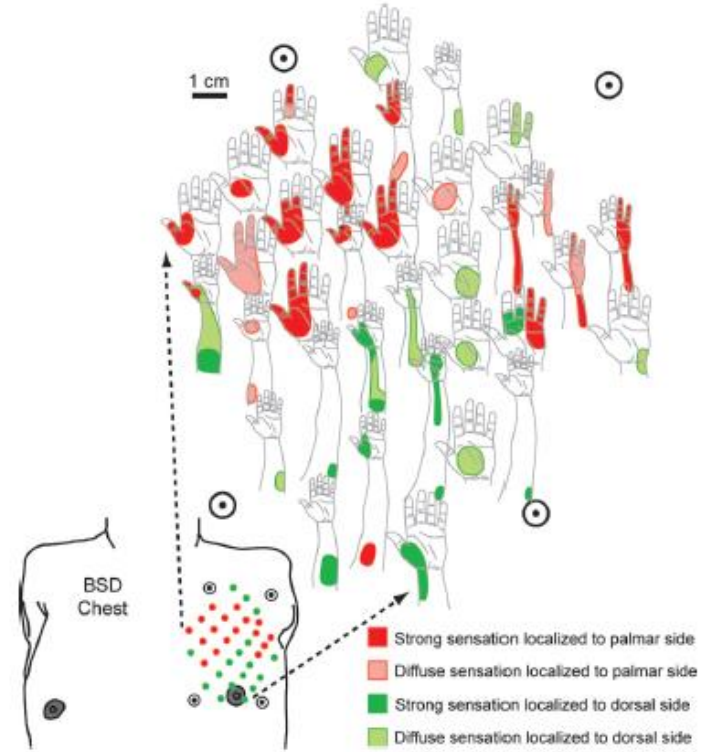 1 cm
BSD
Chest
Strong sensation localized to palmar side
Diffuse sensation localized to palmar side
Strong sensation localized to dorsal side
Diffuse sensation localized to dorsal side